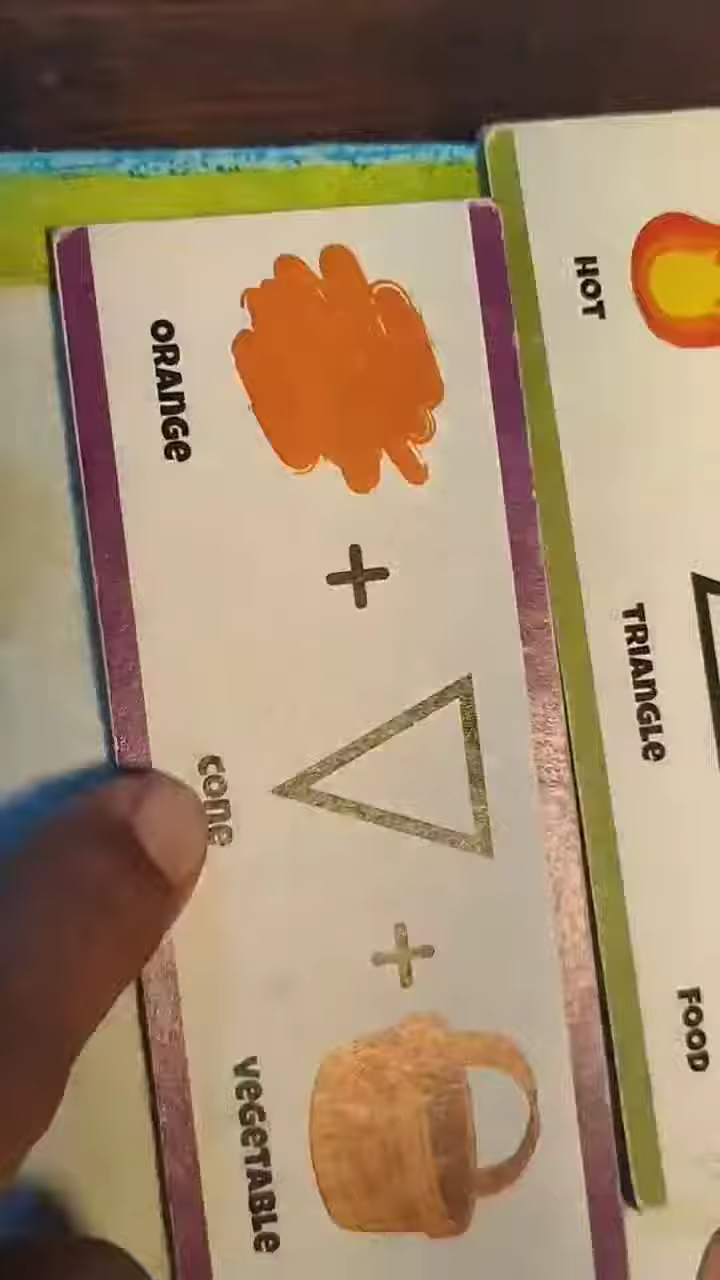 ORANGE
+
CONE
+
VEGETABLE
HOT
TRIANGLE
FOOD